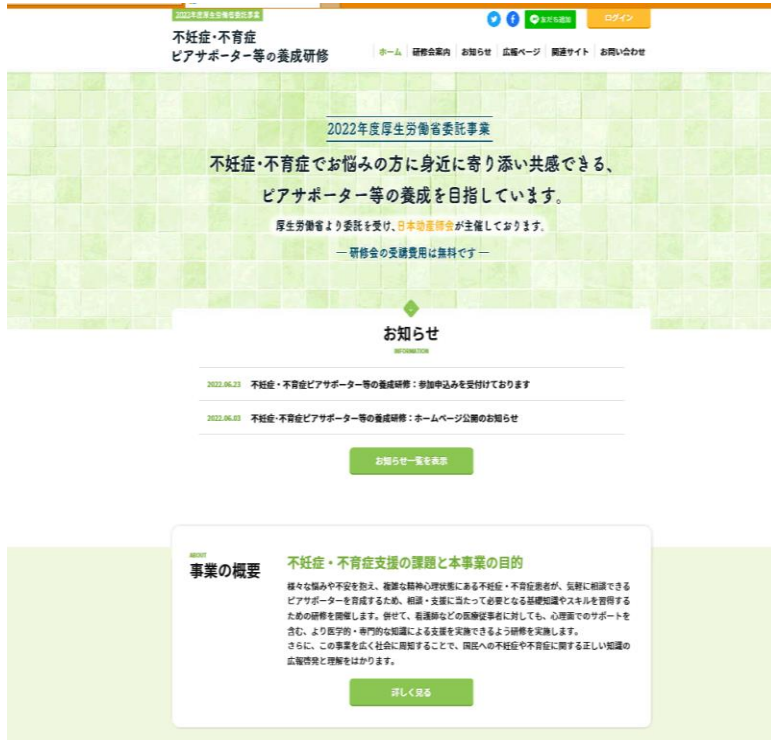 2022年度厚生労働省委託事業
不妊症・不育症
ピアサポーター等の養成研修
友だち追加
ログイン
ホーム 研修会案内 お知らせ 広報ページ 関連サイト お問い合わせ
2022年度厚生労働省委託事業
不妊症・不育症でお悩みの方に身近に寄り添い共感できる、
ピアサポーター等の養成を目指しています。
厚生労働省より委託を受け、日本助産師会が主催しております。
― 研修会の受講費用は無料です ―
お知らせ
INFORMATION
2022.06.23 不妊症・不育症ピアサポーター等の養成研修：参加申込みを受付けております
2022.06.03 不妊症・不育症ピアサポーター等の養成研修：ホームページ公開のお知らせ
お知らせ一覧を表示
ABOUT
事業の概要
不妊症・不育症支援の課題と本事業の目的
様々な悩みや不安を抱え、複雑な精神心理状態にある不妊症・不育症患者が、気軽に相談できる
ピアサポーターを育成するため、相談・支援に当たって必要となる基礎知識やスキルを習得する
ための研修を開催します。併せて、看護師などの医療従事者に対しても、心理面でのサポートを
含む、より医学的・専門的な知識による支援を実施できるよう研修を実施します。
さらに、この事業を広く社会に周知することで、国民への不妊症や不育症に関する正しい知識の
広報啓発と理解をはかります。
詳しく見る